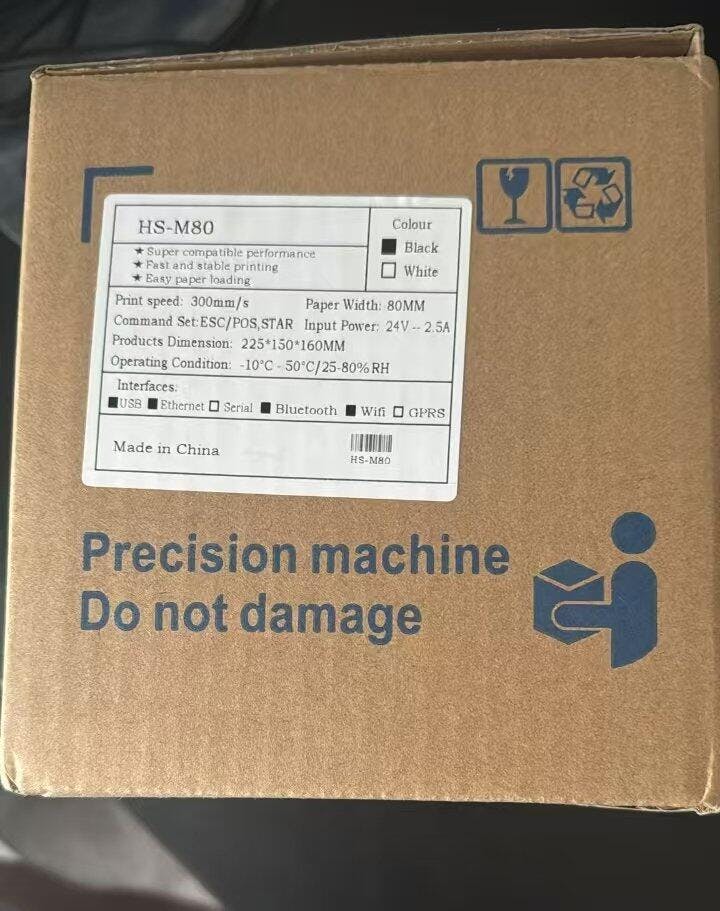 HS-M80
★ Super compatible performance
★ Fast and stable printing
★ Easy paper loading
Colour
■ Black
□ White
Print speed: 300mm/s Paper Width: 80MM
Command Set:ESC/POS,STAR Input Power: 24V -- 2.5A
Products Dimension: 225*150*160MM
Operating Condition: -10°C - 50°C/25-80%RH
Interfaces:
■USB ■Ethernet □ Serial ■ Bluetooth ■ Wifi □ GPRS
Made in China
HS-M80
Precision machine
Do not damage